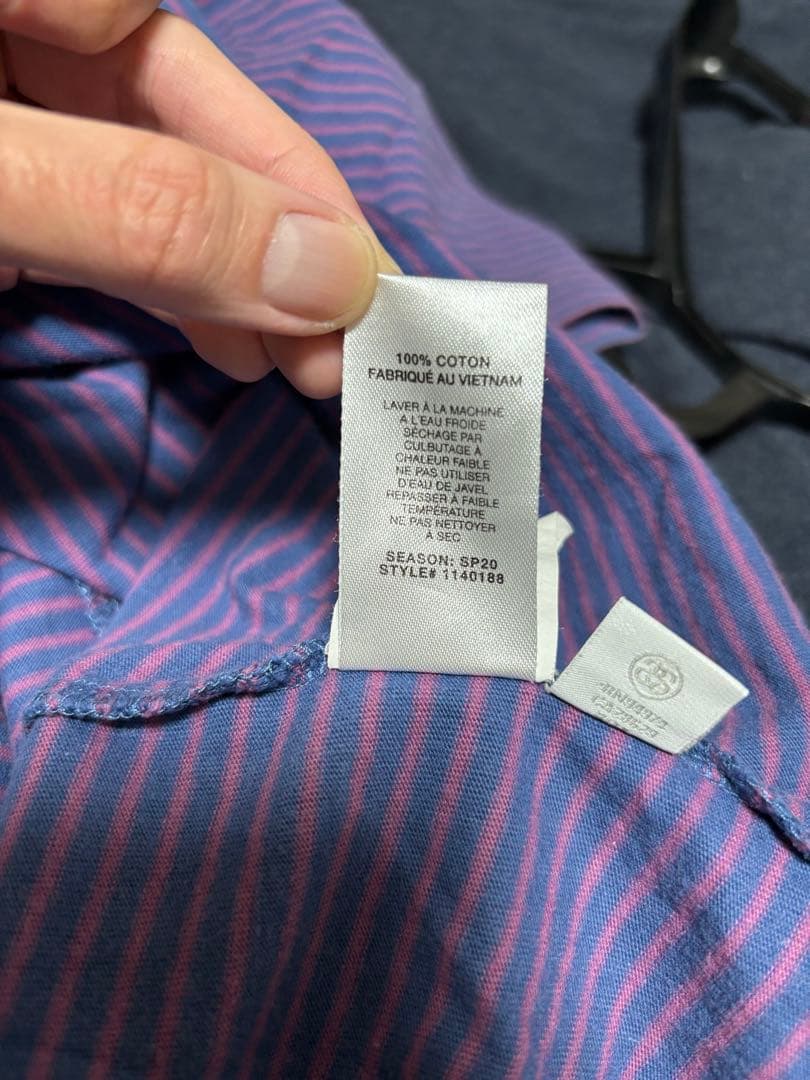 100% COTON
FABRIQUÉ AU VIETNAM
LAVER À LA MACHINE
À L'EAU FROIDE
SÉCHAGE PAR
CULBUTAGE À
CHALEUR FAIBLE
NE PAS UTILISER
D'EAU DE JAVEL
REPASSER À FAIBLE
TEMPÉRATURE
NE PAS NETTOYER
À SEC
SEASON: SP20
STYLE# 1140188